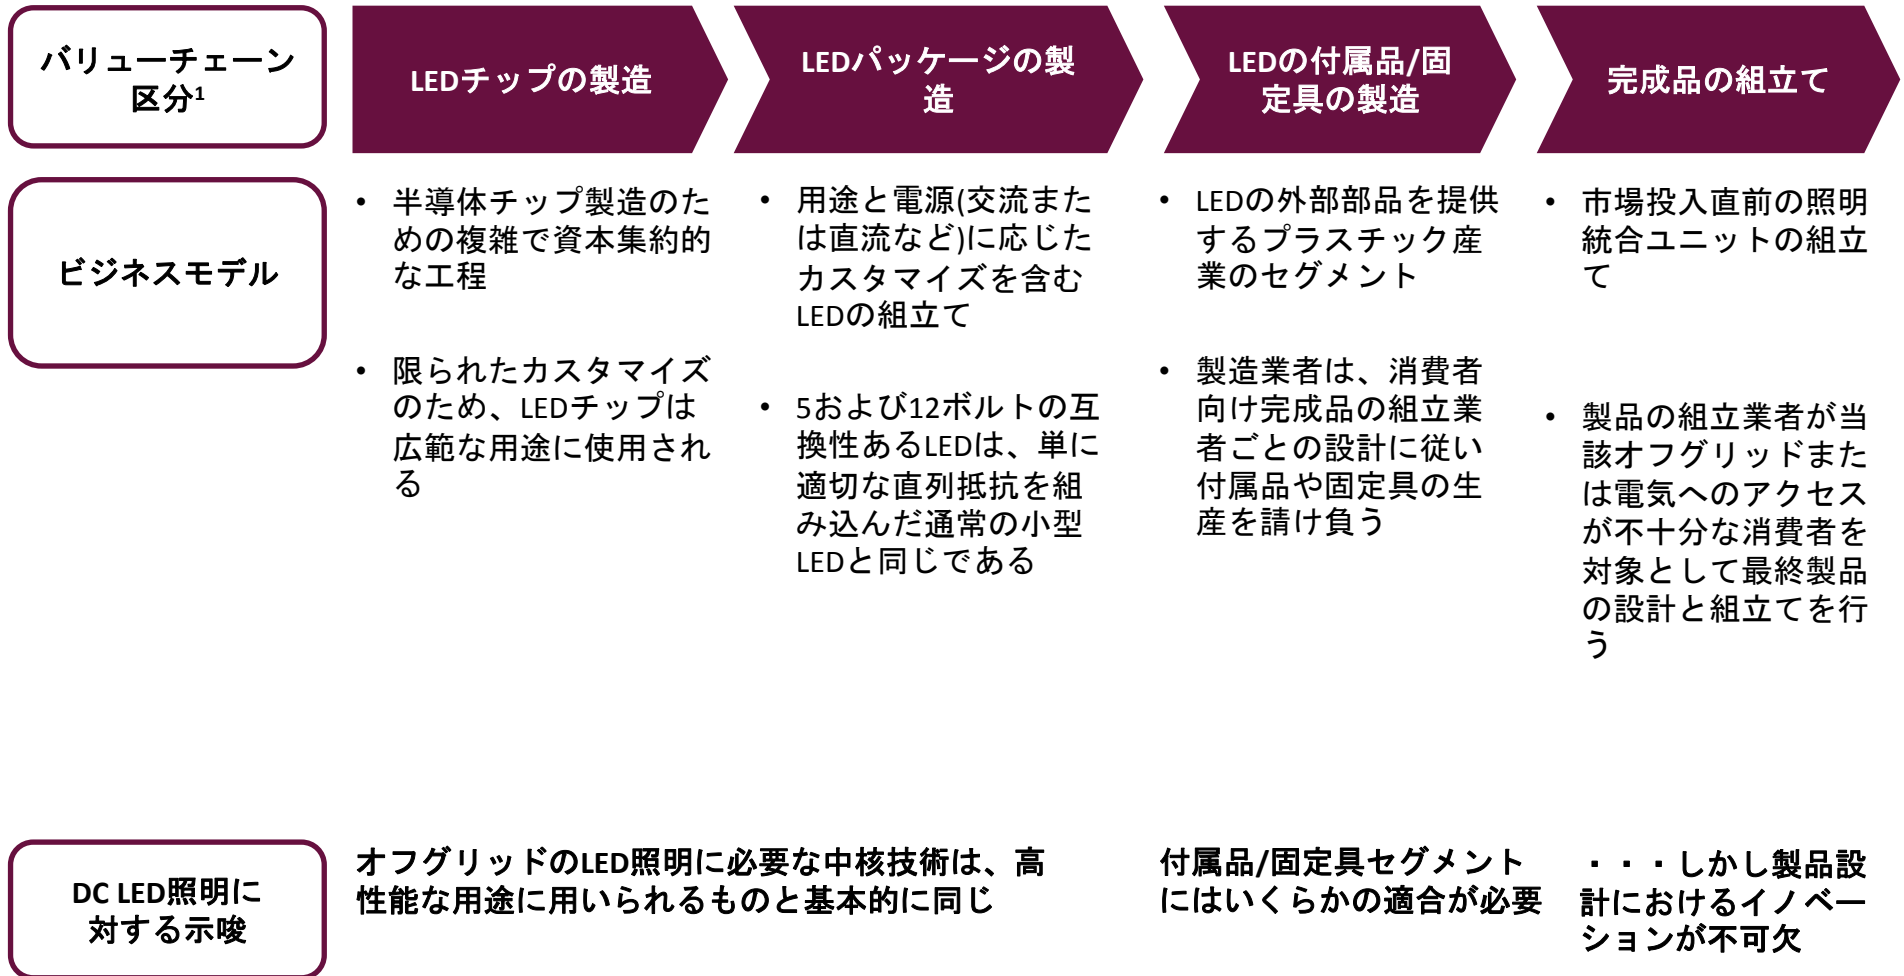 バリューチェーン
区分1
LEDチップの製造
LEDパッケージの製
造
LEDの付属品/固
定具の製造
完成品の組立て
ビジネスモデル
• 半導体チップ製造のた
めの複雑で資本集約的
な工程
• 限られたカスタマイズ
のため、LEDチップは
広範な用途に使用され
る
• 用途と電源(交流また
は直流など)に応じた
カスタマイズを含む
LEDの組立て
• 5および12ボルトの互
換性あるLEDは、単に
適切な直列抵抗を組
み込んだ通常の小型
LEDと同じである
• LEDの外部部品を提供
するプラスチック産
業のセグメント
• 製造業者は、消費者
向け完成品の組立業
者ごとの設計に従い
付属品や固定具の生
産を請け負う
• 市場投入直前の照明
統合ユニットの組立
て
• 製品の組立業者が当
該オフグリッドまた
は電気へのアクセス
が不十分な消費者を
対象として最終製品
の設計と組立てを行
う
DC LED照明に
対する示唆
オフグリッドのLED照明に必要な中核技術は、高
性能な用途に用いられるものと基本的に同じ
付属品/固定具セグメント
にはいくらかの適合が必要
・・・しかし製品設
計におけるイノベー
ションが不可欠